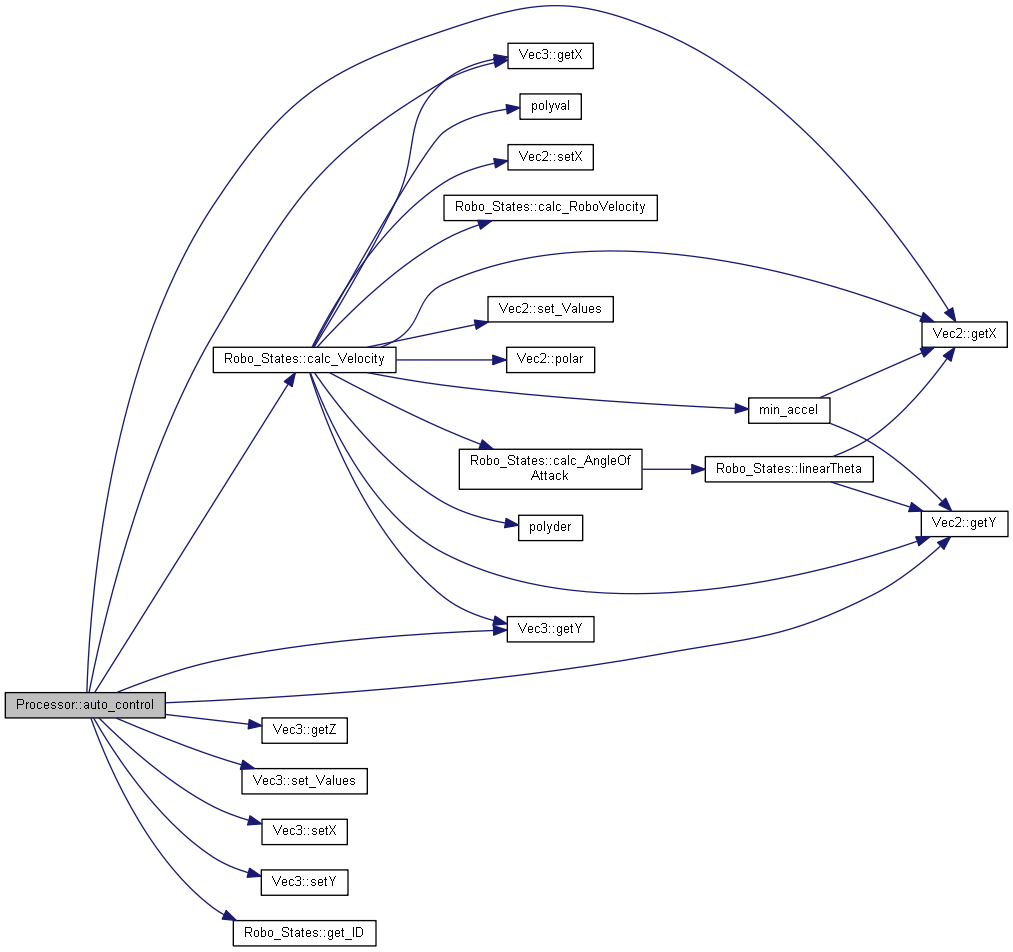 Vec3::getX
polyval
Vec2::setX
Robo_States::calc_RoboVelocity
Vec2::set_Values
Vec2::getX
Robo_States::calc_Velocity
Vec2::polar
min_accel
Robo_States::calc_AngleOf
Attack
Robo_States::linearTheta
polyder
Vec2::getY
Vec3::getY
Processor::auto_control
Vec3::getZ
Vec3::set_Values
Vec3::setX
Vec3::setY
Robo_States::get_ID